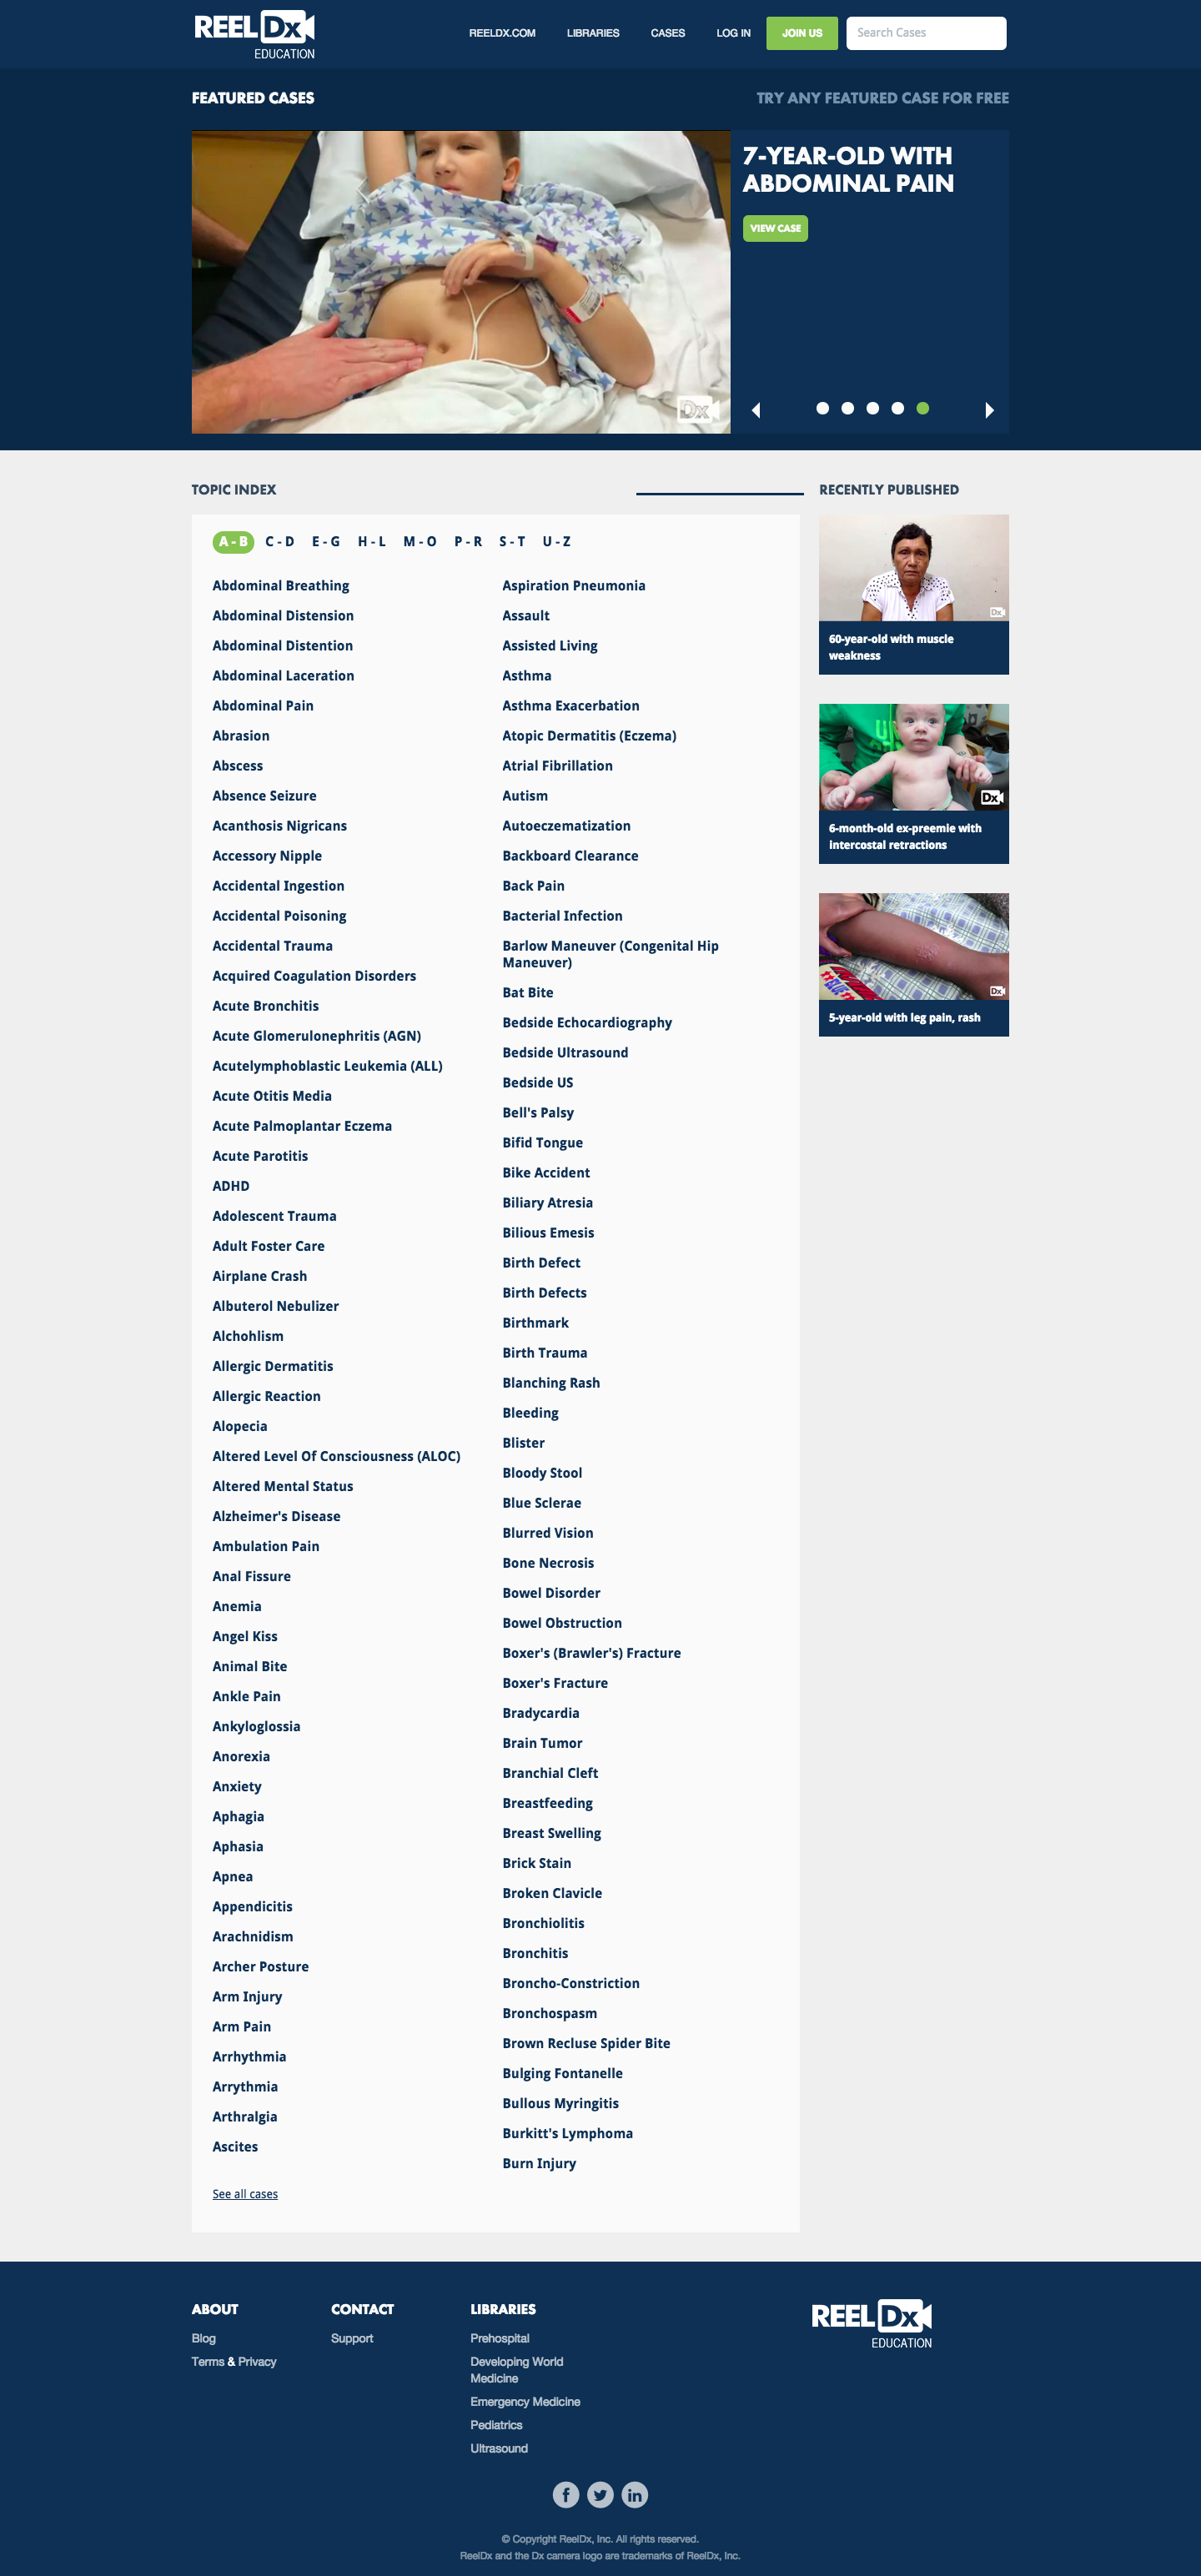 REEL Dx
EDUCATION
REELDX.COM
LIBRARIES
CASES
LOG IN
JOIN US
Search Cases
FEATURED CASES
TRY ANY FEATURED CASE FOR FREE
7-YEAR-OLD WITH
ABDOMINAL PAIN
VIEW CASE
Dx
TOPIC INDEX
A - B
C - D
E - G
H - L
M - O
P - R
S - T
U - Z
Abdominal Breathing
Abdominal Distension
Abdominal Distention
Abdominal Laceration
Abdominal Pain
Abrasion
Abscess
Absence Seizure
Acanthosis Nigricans
Accessory Nipple
Accidental Ingestion
Accidental Poisoning
Accidental Trauma
Acquired Coagulation Disorders
Acute Bronchitis
Acute Glomerulonephritis (AGN)
Acutelymphoblastic Leukemia (ALL)
Acute Otitis Media
Acute Palmoplantar Eczema
Acute Parotitis
ADHD
Adolescent Trauma
Adult Foster Care
Airplane Crash
Albuterol Nebulizer
Alchohlism
Allergic Dermatitis
Allergic Reaction
Alopecia
Altered Level Of Consciousness (ALOC)
Altered Mental Status
Alzheimer's Disease
Ambulation Pain
Anal Fissure
Anemia
Angel Kiss
Animal Bite
Ankle Pain
Ankyloglossia
Anorexia
Anxiety
Aphagia
Aphasia
Apnea
Appendicitis
Arachnidism
Archer Posture
Arm Injury
Arm Pain
Arrhythmia
Arrythmia
Arthralgia
Ascites
Aspiration Pneumonia
Assault
Assisted Living
Asthma
Asthma Exacerbation
Atopic Dermatitis (Eczema)
Atrial Fibrillation
Autism
Autoeczematization
Backboard Clearance
Back Pain
Bacterial Infection
Barlow Maneuver (Congenital Hip
Maneuver)
Bat Bite
Bedside Echocardiography
Bedside Ultrasound
Bedside US
Bell's Palsy
Bifid Tongue
Bike Accident
Biliary Atresia
Bilious Emesis
Birth Defect
Birth Defects
Birthmark
Birth Trauma
Blanching Rash
Bleeding
Blister
Bloody Stool
Blue Sclerae
Blurred Vision
Bone Necrosis
Bowel Disorder
Bowel Obstruction
Boxer's (Brawler's) Fracture
Boxer's Fracture
Bradycardia
Brain Tumor
Branchial Cleft
Breastfeeding
Breast Swelling
Brick Stain
Broken Clavicle
Bronchiolitis
Bronchitis
Broncho-Constriction
Bronchospasm
Brown Recluse Spider Bite
Bulging Fontanelle
Bullous Myringitis
Burkitt's Lymphoma
Burn Injury
See all cases
RECENTLY PUBLISHED
Dx
60-year-old with muscle
weakness
Dx
6-month-old ex-preemie with
intercostal retractions
Dx
5-year-old with leg pain, rash
ABOUT
Blog
Terms & Privacy
CONTACT
Support
LIBRARIES
Prehospital
Developing World
Medicine
Emergency Medicine
Pediatrics
Ultrasound
REEL Dx
EDUCATION
© Copyright ReelDx, Inc. All rights reserved.
ReelDx and the Dx camera logo are trademarks of ReelDx, Inc.